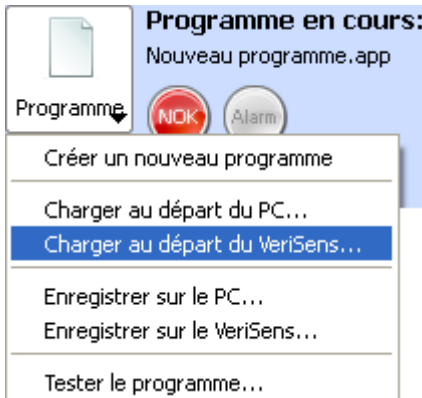 Programme en cours:
Nouveau programme.app
Programme
NOK
Alarm
Créer un nouveau programme
Charger au départ du PC...
Charger au départ du VeriSens...
Enregistrer sur le PC...
Enregistrer sur le VeriSens...
Tester le programme...